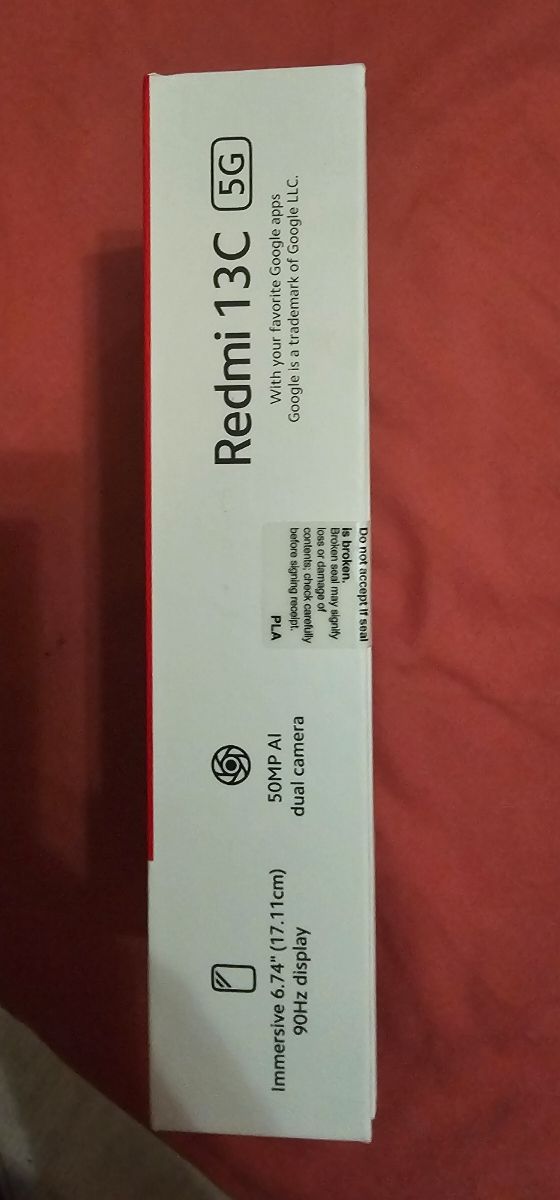 Immersive 6.74" (17.11cm)
90Hz display
50MP AI
dual camera
Do not accept if seal
is broken.
Broken seal may signify
loss or damage of
contents; check carefully
before signing receipt.
PLA
Redmi 13C 5G
With your favorite Google apps
Google is a trademark of Google LLC.